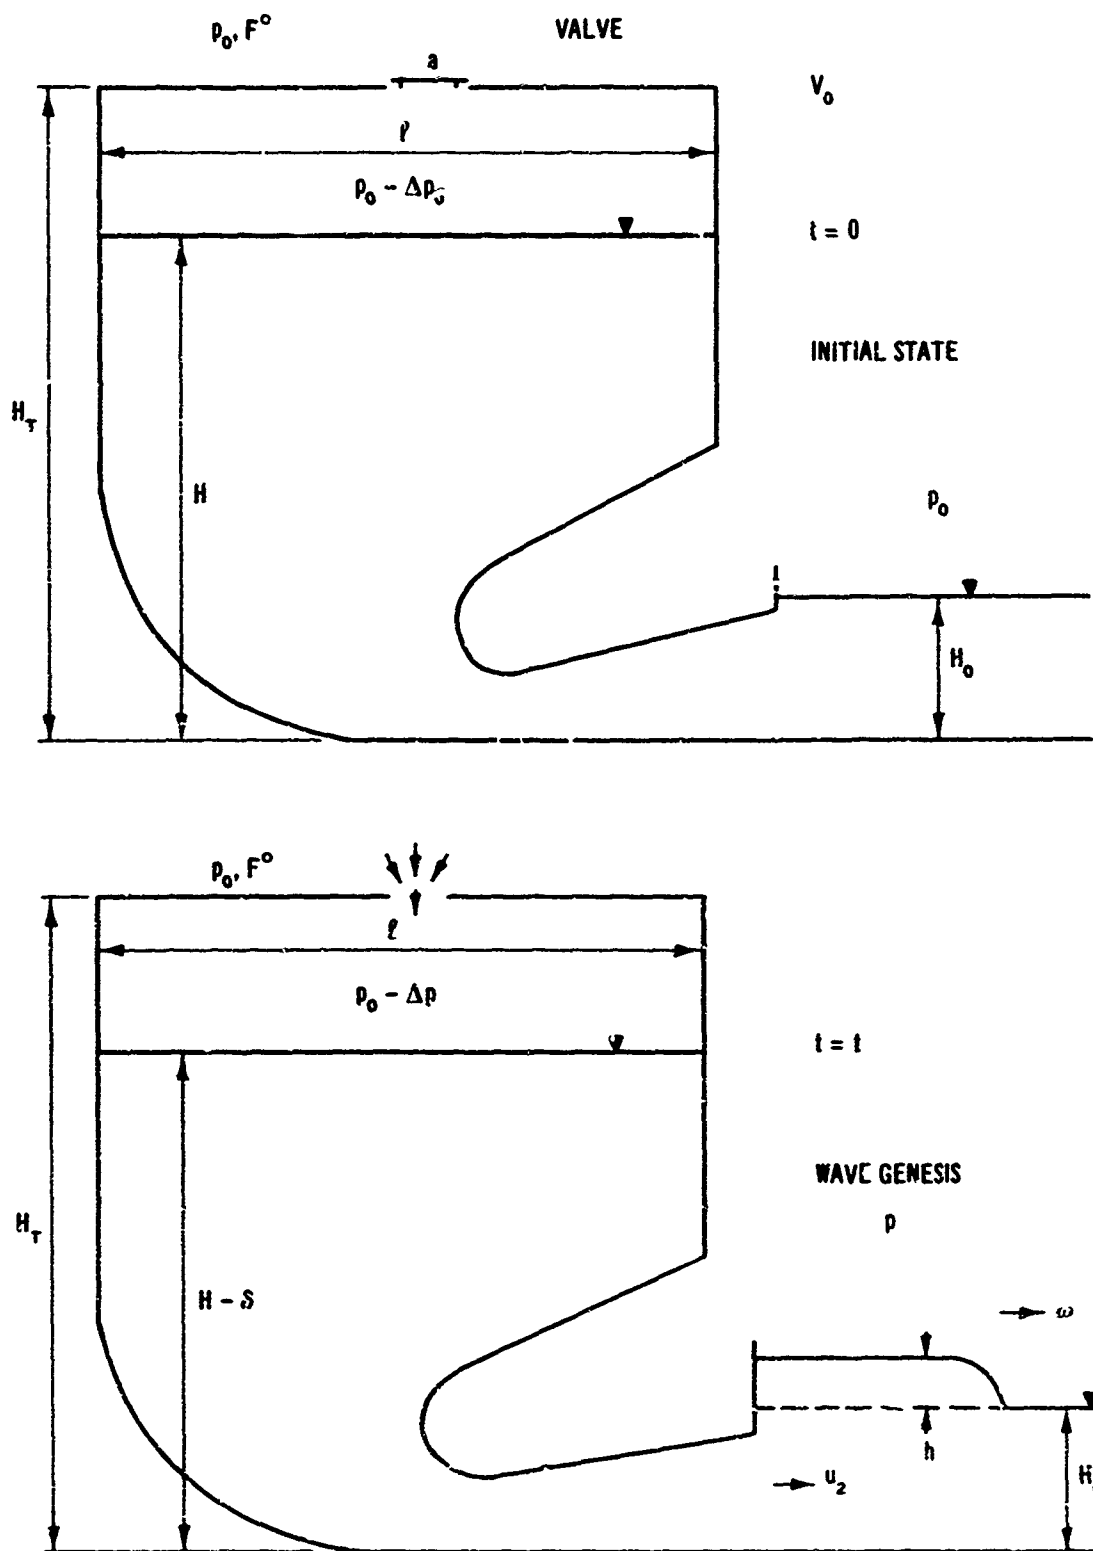 p₀, F°
VALVE
a
V₀
ℓ
p₀ - Δp₀
t = 0
INITIAL STATE
H_T
H
p₀
H₀
p₀, F°
ℓ
p₀ - Δp
t = t
WAVE GENESIS
p
H_T
H - S
ω
h
u₂
H